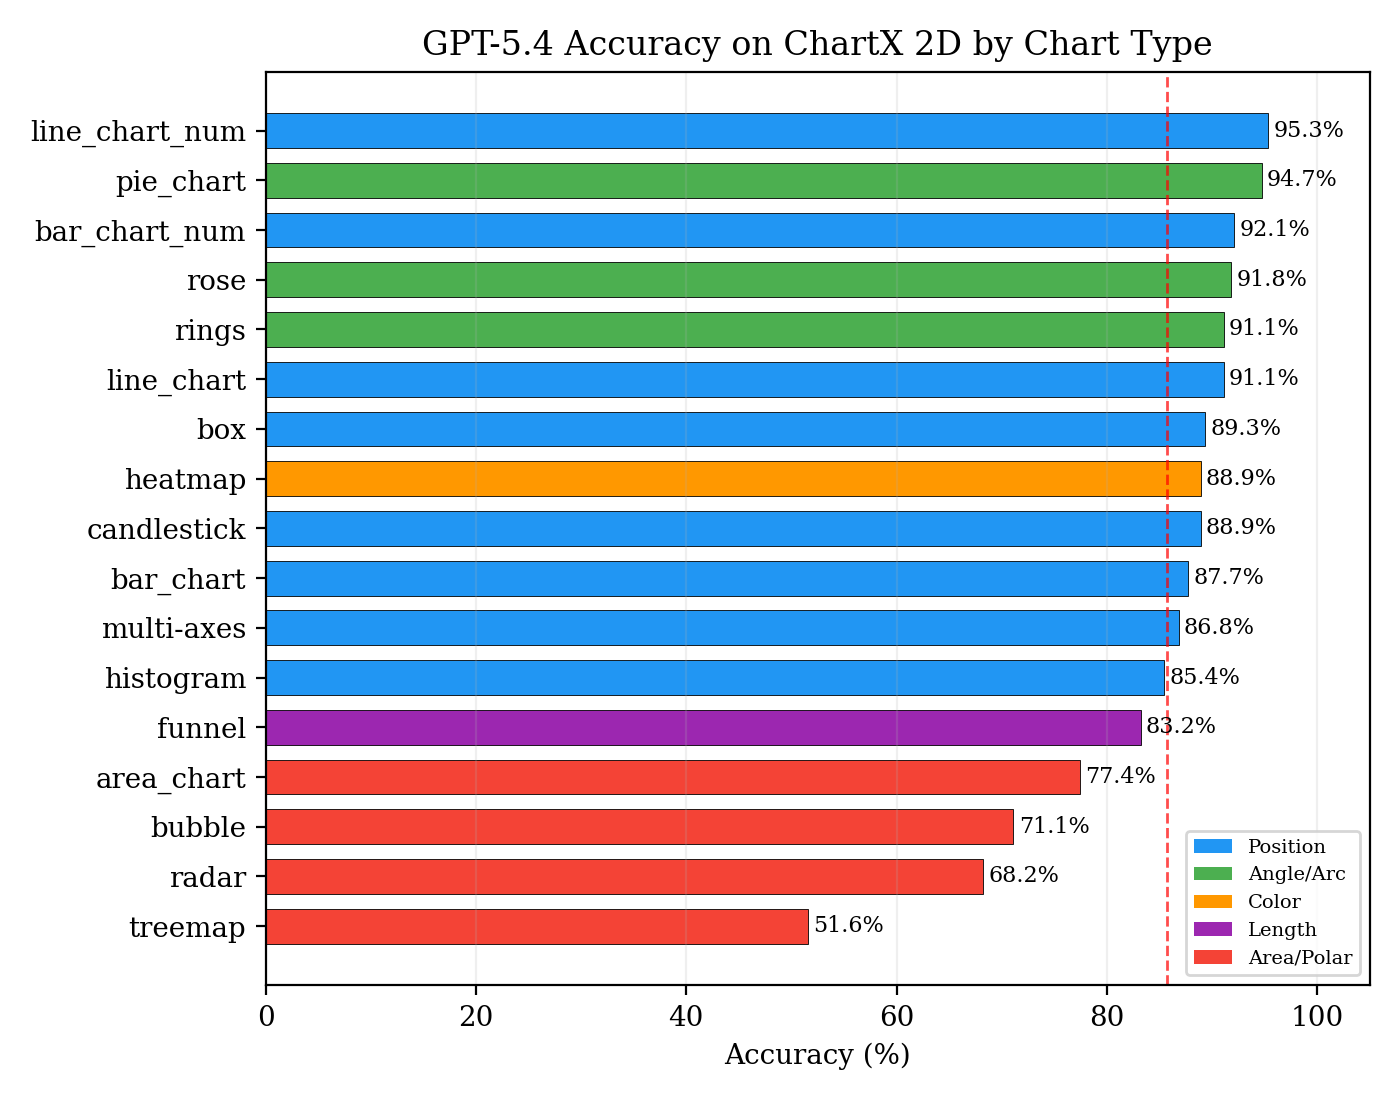 GPT-5.4 Accuracy on ChartX 2D by Chart Type
line_chart_num 95.3%
pie_chart 94.7%
bar_chart_num 92.1%
rose 91.8%
rings 91.1%
line_chart 91.1%
box 89.3%
heatmap 88.9%
candlestick 88.9%
bar_chart 87.7%
multi-axes 86.8%
histogram 85.4%
funnel 83.2%
area_chart 77.4%
bubble 71.1%
radar 68.2%
treemap 51.6%
Position
Angle/Arc
Color
Length
Area/Polar
0 20 40 60 80 100
Accuracy (%)